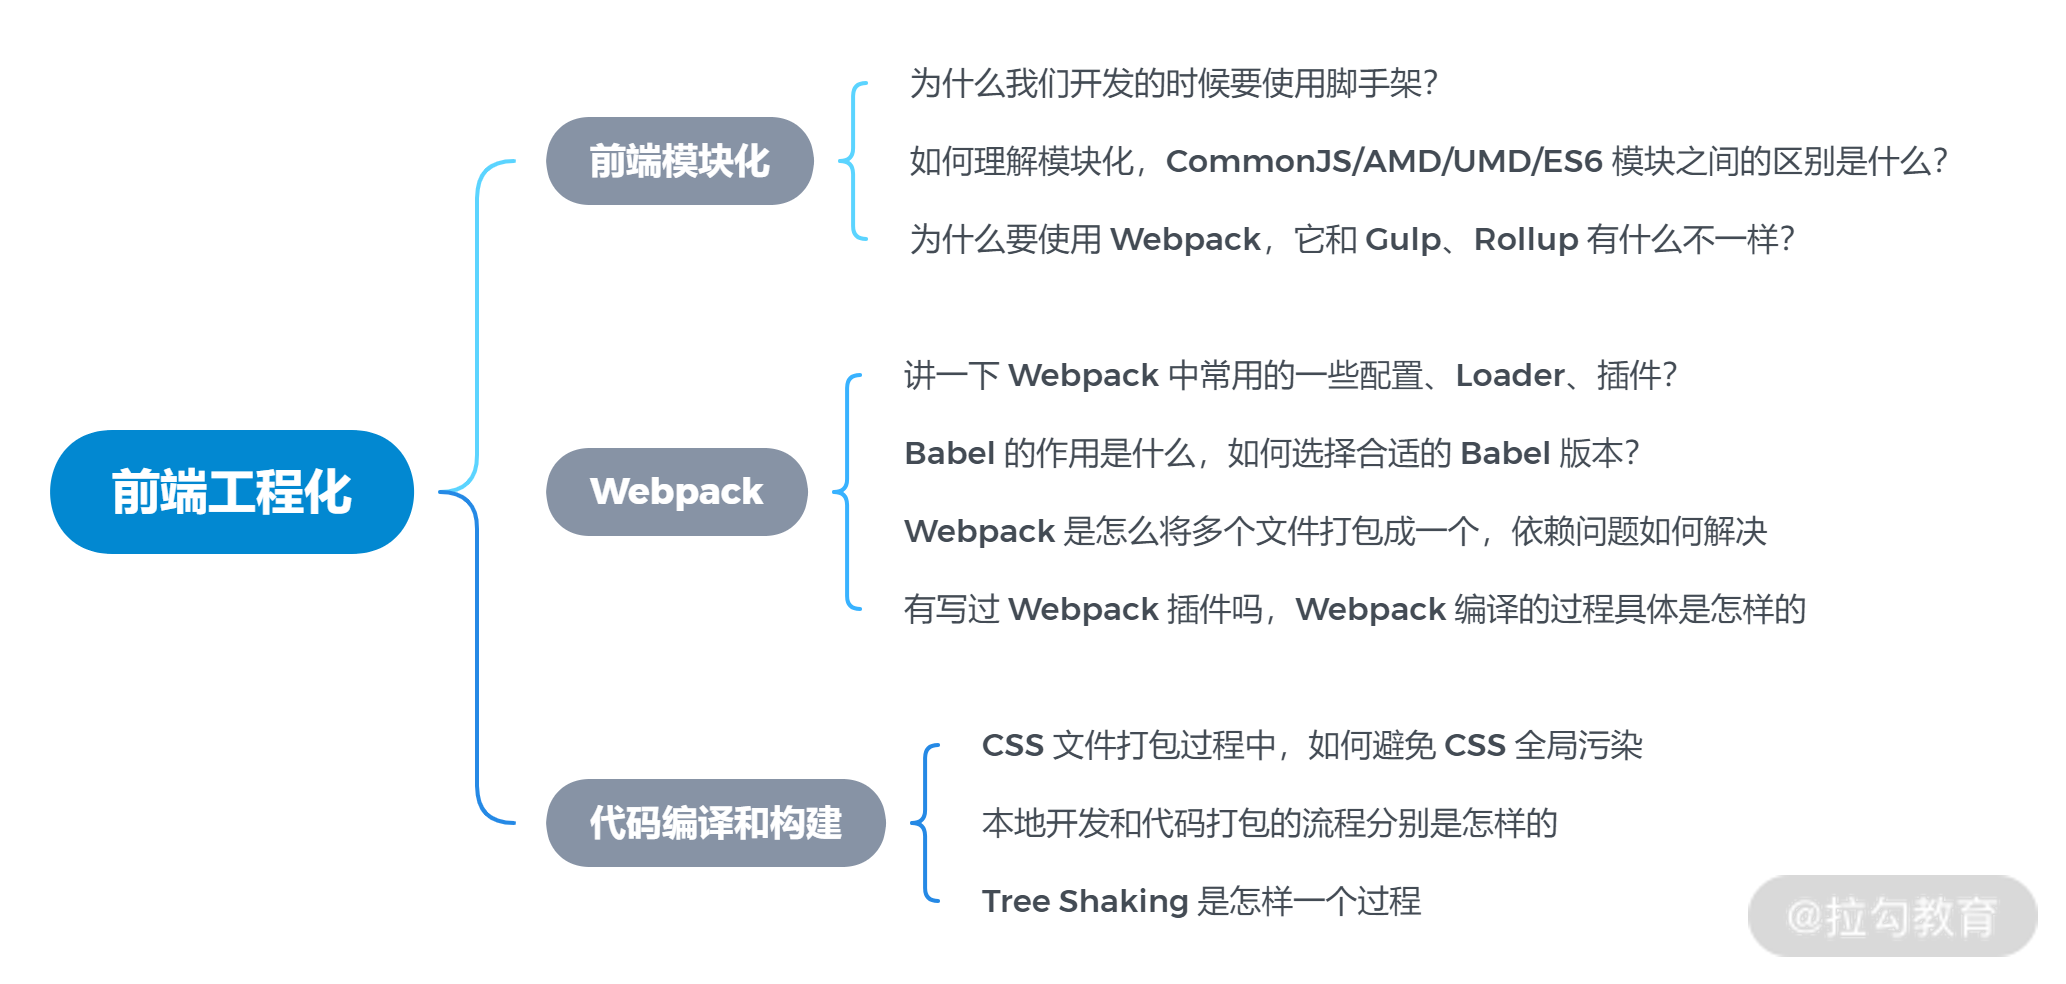 前端工程化
前端模块化
为什么我们开发的时候要使用脚手架？
如何理解模块化，CommonJS/AMD/UMD/ES6 模块之间的区别是什么？
为什么要使用 Webpack，它和 Gulp、Rollup 有什么不一样？
Webpack
讲一下 Webpack 中常用的一些配置、Loader、插件？
Babel 的作用是什么，如何选择合适的 Babel 版本？
Webpack 是怎么将多个文件打包成一个，依赖问题如何解决
有写过 Webpack 插件吗，Webpack 编译的过程具体是怎样的
代码编译和构建
CSS 文件打包过程中，如何避免 CSS 全局污染
本地开发和代码打包的流程分别是怎样的
Tree Shaking 是怎样一个过程
@拉勾教育